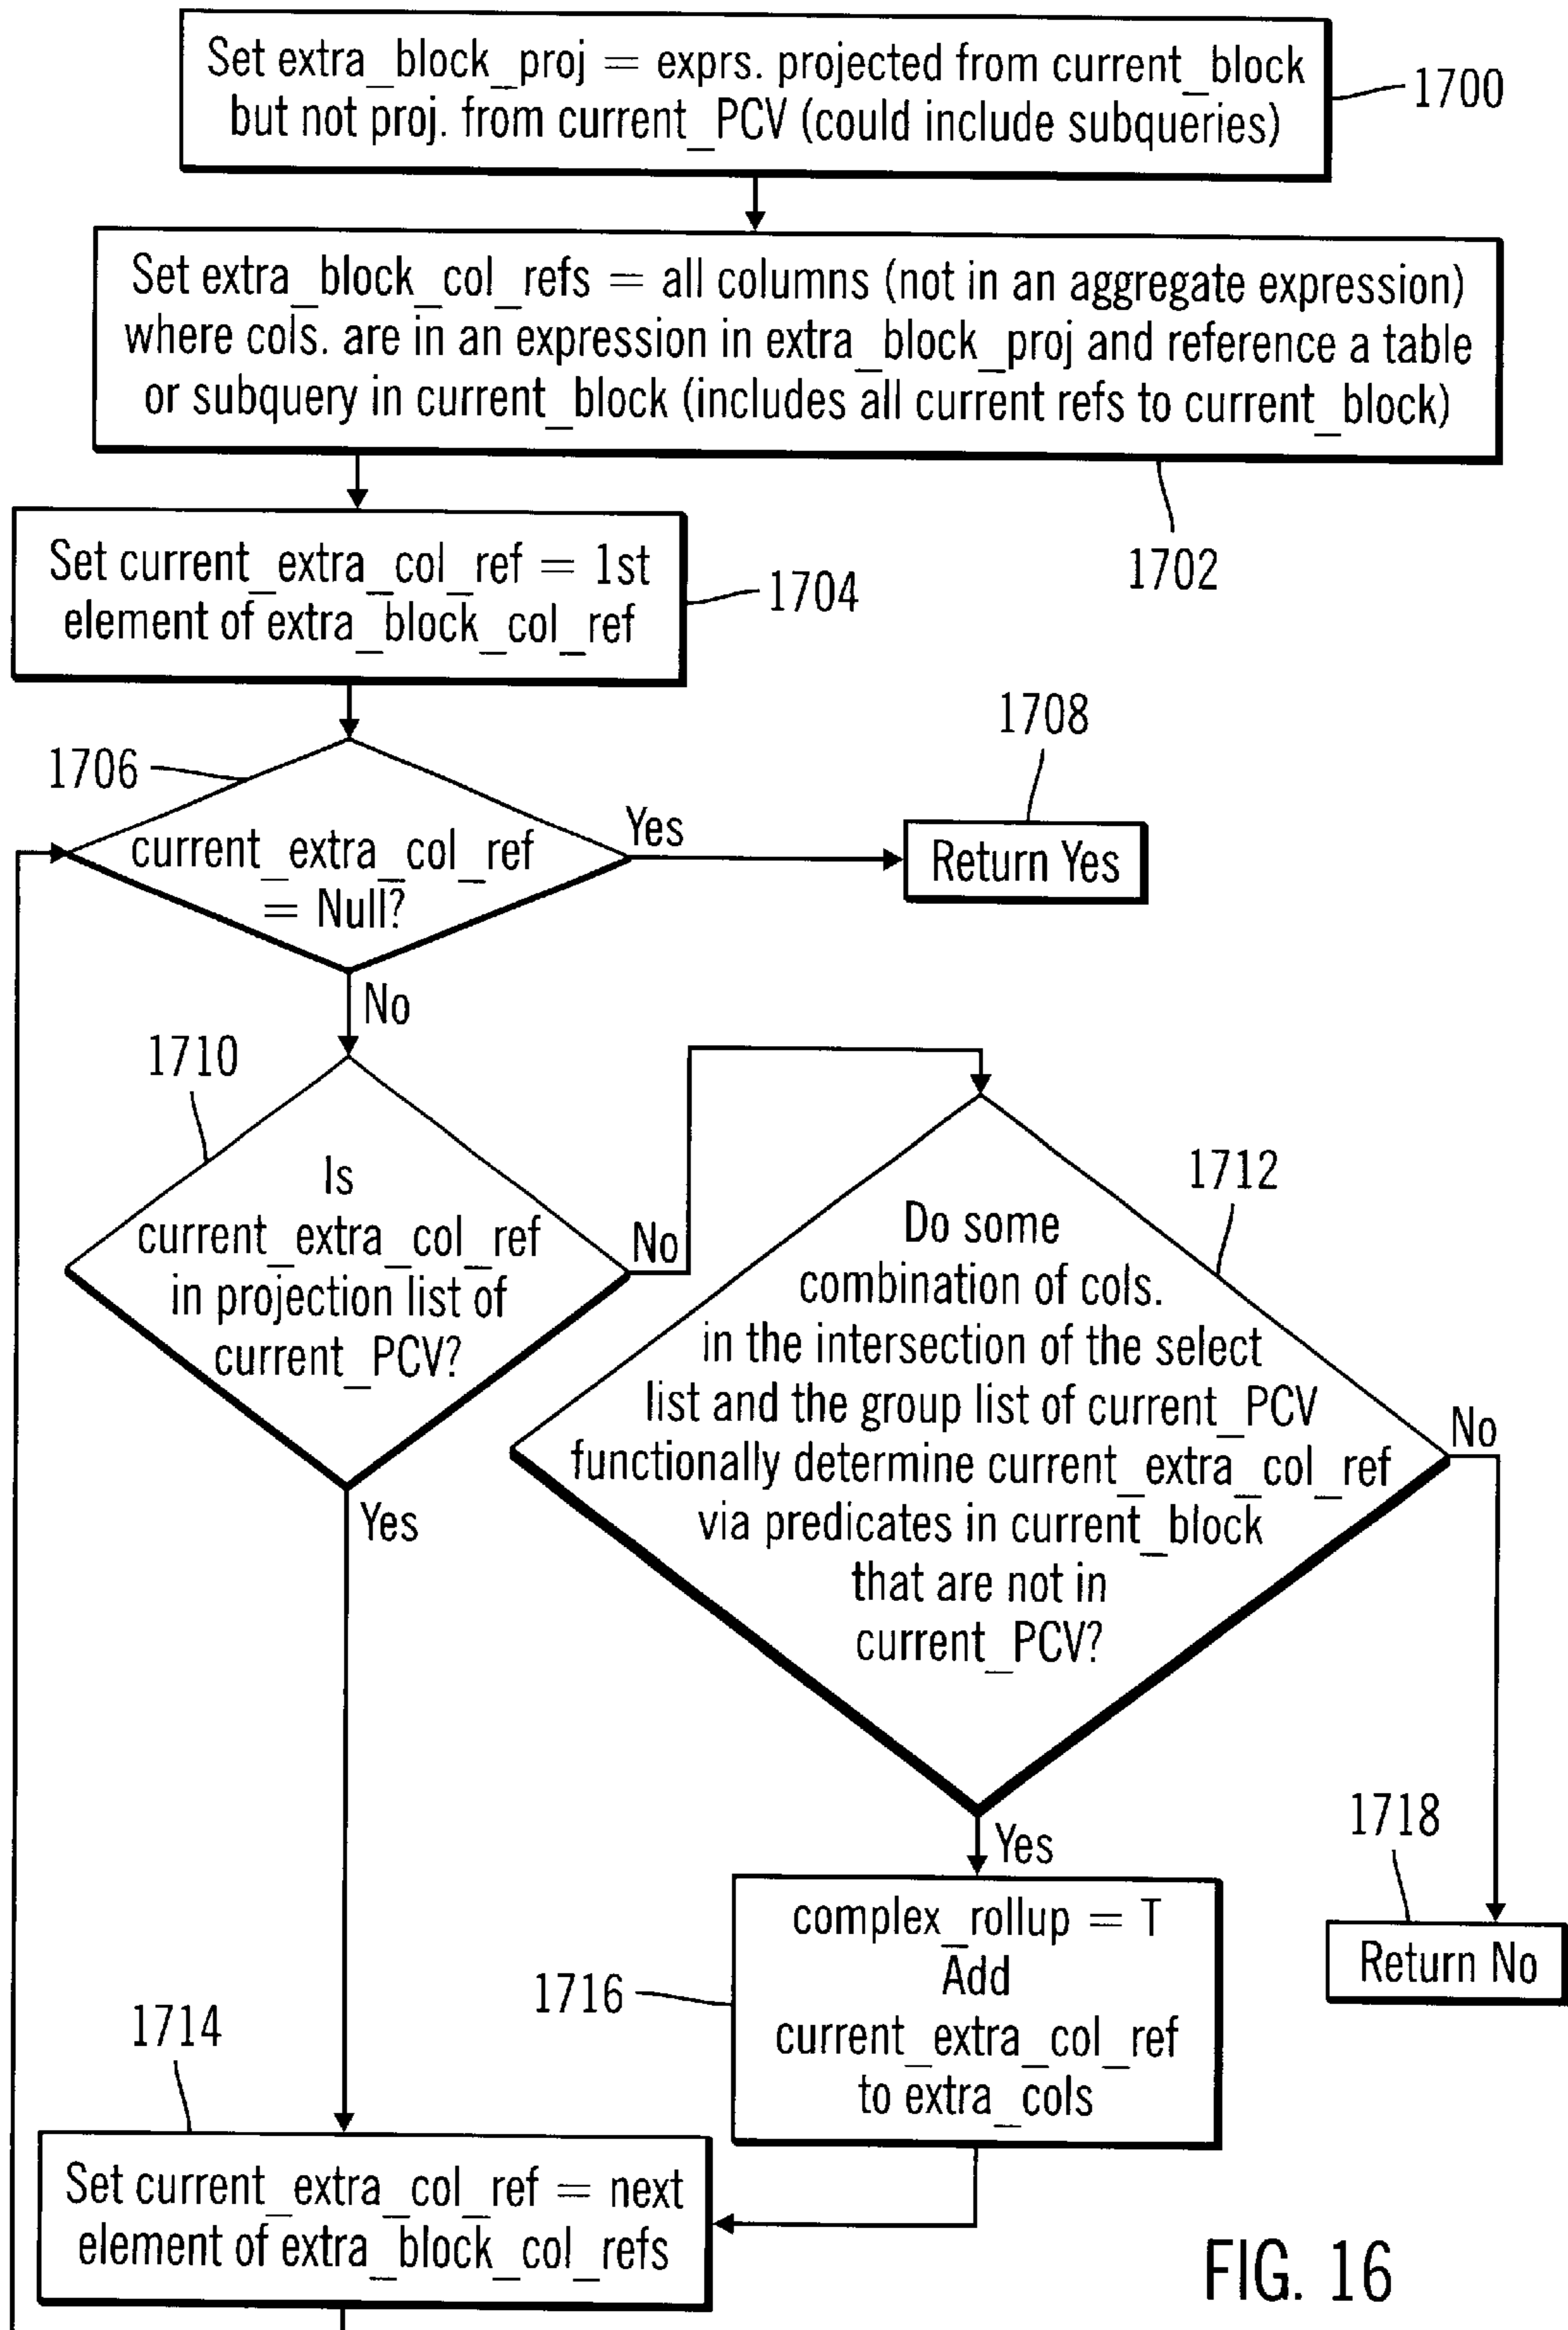 Set extra_block_proj = exprs. projected from current_block
but not proj. from current_PCV (could include subqueries)
1700
Set extra_block_col_refs = all columns (not in an aggregate expression)
where cols. are in an expression in extra_block_proj and reference a table
or subquery in current_block (includes all current refs to current_block)
1702
Set current_extra_col_ref = 1st
element of extra_block_col_ref
1704
1706
current_extra_col_ref
= Null?
Yes
1708
Return Yes
No
1710
Is
current_extra_col_ref
in projection list of
current_PCV?
No
Yes
1712
Do some
combination of cols.
in the intersection of the select
list and the group list of current_PCV
functionally determine current_extra_col_ref
via predicates in current_block
that are not in
current_PCV?
No
Yes
1718
Return No
1716
complex_rollup = T
Add
current_extra_col_ref
to extra_cols
1714
Set current_extra_col_ref = next
element of extra_block_col_refs
FIG. 16